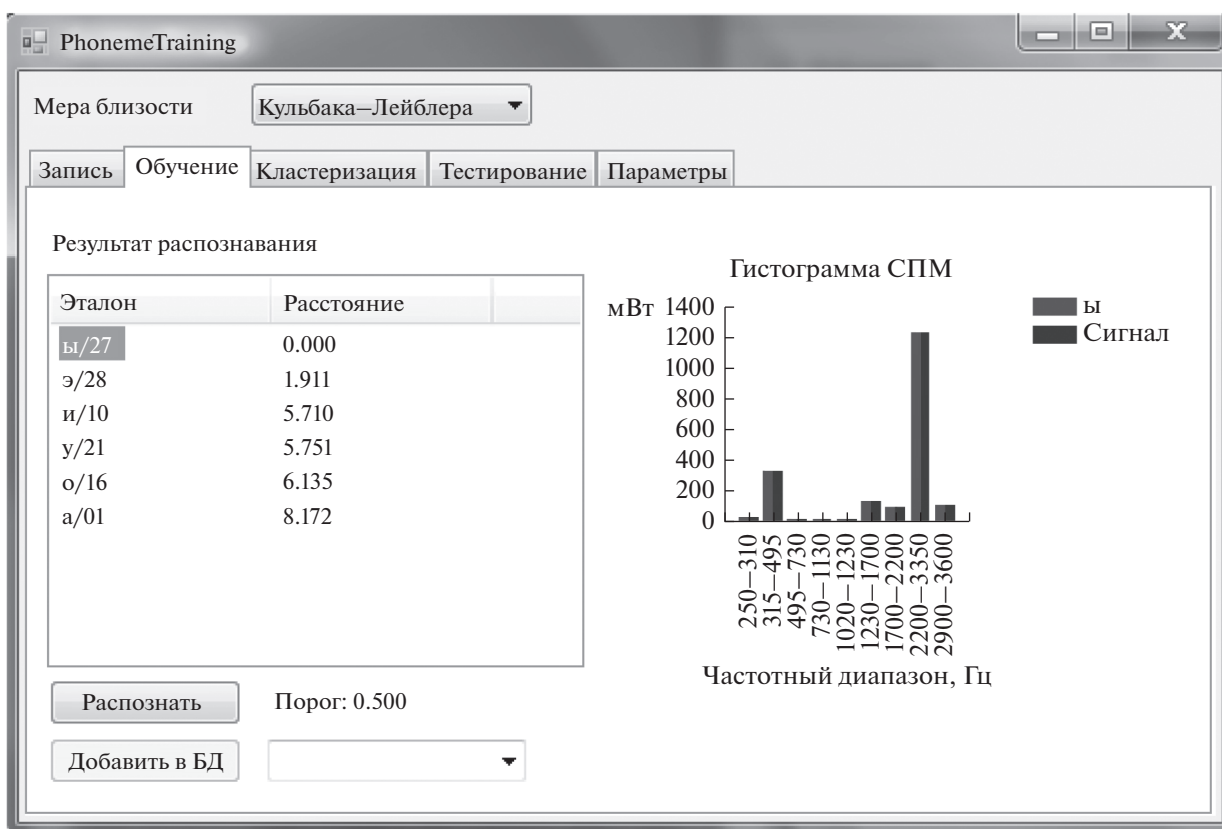 PhonemeTraining
Мера близости Кульбака–Лейблера
Запись Обучение Кластеризация Тестирование Параметры
Результат распознавания
Эталон Расстояние
ы/27 0.000
э/28 1.911
и/10 5.710
у/21 5.751
о/16 6.135
а/01 8.172
Распознать Порог: 0.500
Добавить в БД
Гистограмма СПМ
мВт
1400
1200
1000
800
600
400
200
0
250–310
315–495
495–730
730–1130
1020–1230
1230–1700
1700–2200
2200–3350
2900–3600
Частотный диапазон, Гц
ы
Сигнал